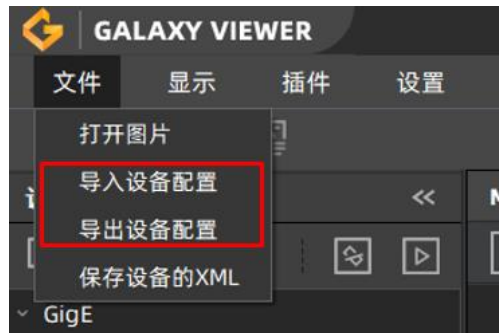 GALAXY VIEWER
文件 显示 插件 设置
打开图片
导入设备配置
导出设备配置
保存设备的XML
GigE